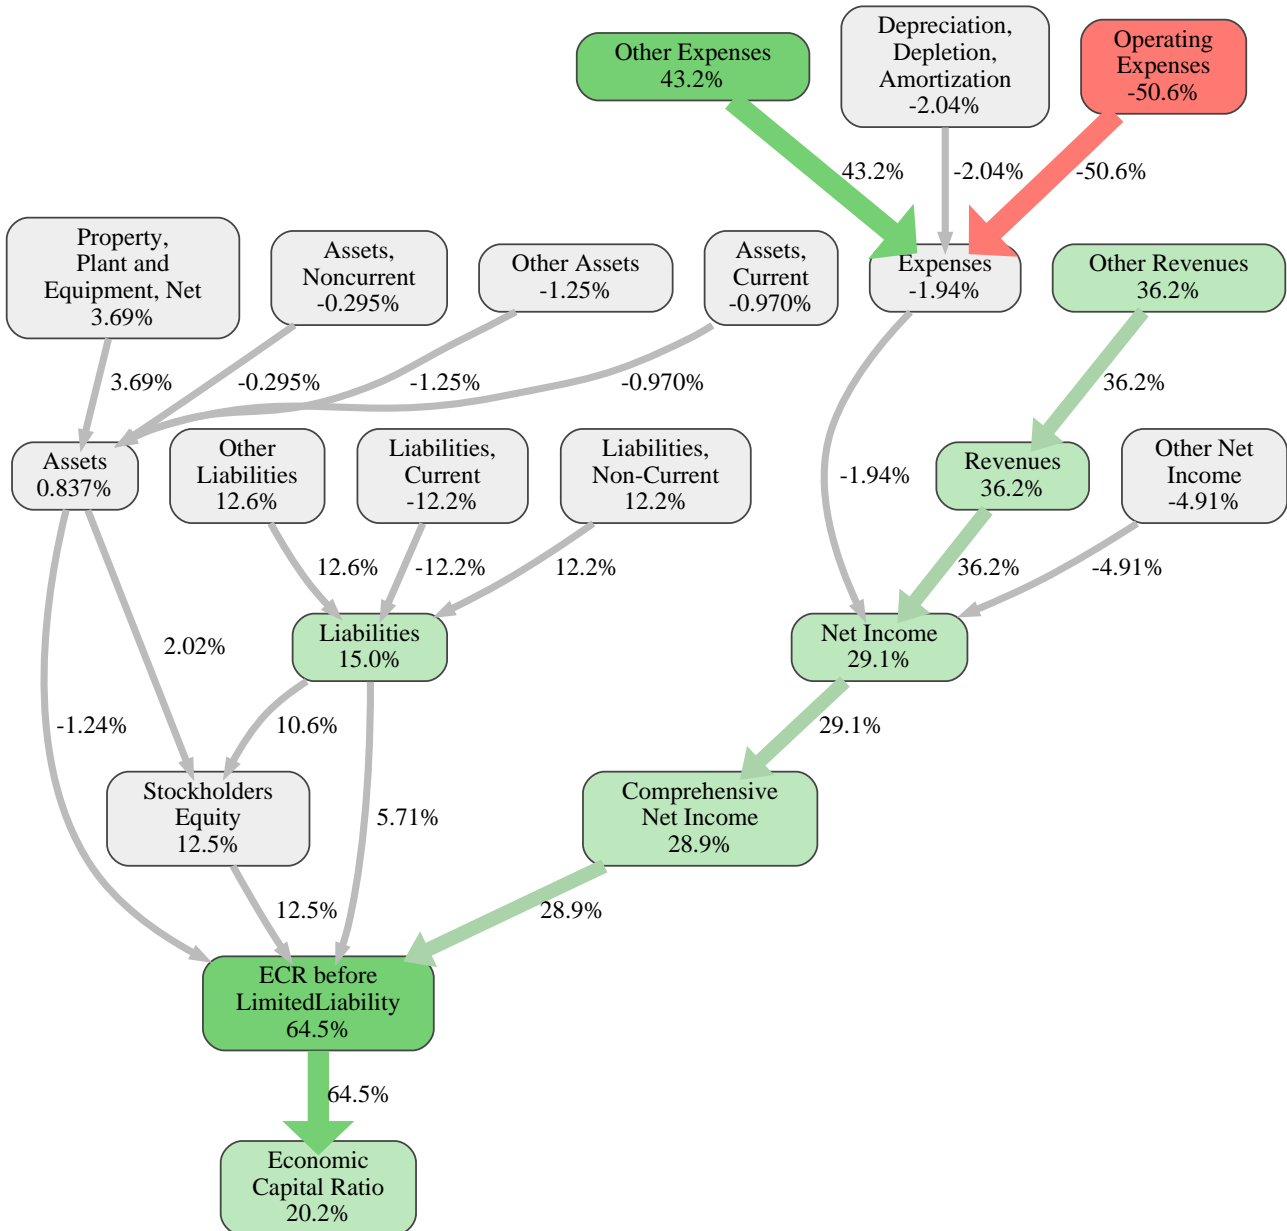 Other Expenses
43.2%
Depreciation,
Depletion,
Amortization
-2.04%
Operating
Expenses
-50.6%
43.2%
-2.04%
-50.6%
Property,
Plant and
Equipment, Net
3.69%
Assets,
Noncurrent
-0.295%
Other Assets
-1.25%
Assets,
Current
-0.970%
Expenses
-1.94%
Other Revenues
36.2%
3.69%
-0.295%
-1.25%
-0.970%
36.2%
Assets
0.837%
Other
Liabilities
12.6%
Liabilities,
Current
-12.2%
Liabilities,
Non-Current
12.2%
-1.94%
Revenues
36.2%
Other Net
Income
-4.91%
12.6%
-12.2%
12.2%
36.2%
-4.91%
Liabilities
15.0%
Net Income
29.1%
2.02%
-1.24%
10.6%
29.1%
Stockholders
Equity
12.5%
5.71%
Comprehensive
Net Income
28.9%
12.5%
28.9%
ECR before
LimitedLiability
64.5%
64.5%
Economic
Capital Ratio
20.2%